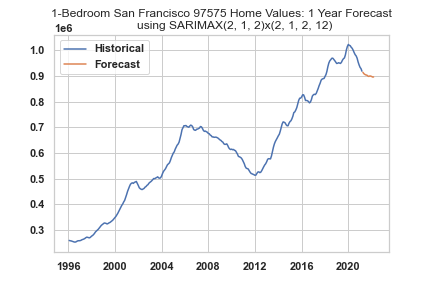 1-Bedroom San Francisco 97575 Home Values: 1 Year Forecast
using SARIMAX(2, 1, 2)x(2, 1, 2, 12)
1e6
Historical
Forecast
1.0
0.9
0.8
0.7
0.6
0.5
0.4
0.3
1996 2000 2004 2008 2012 2016 2020